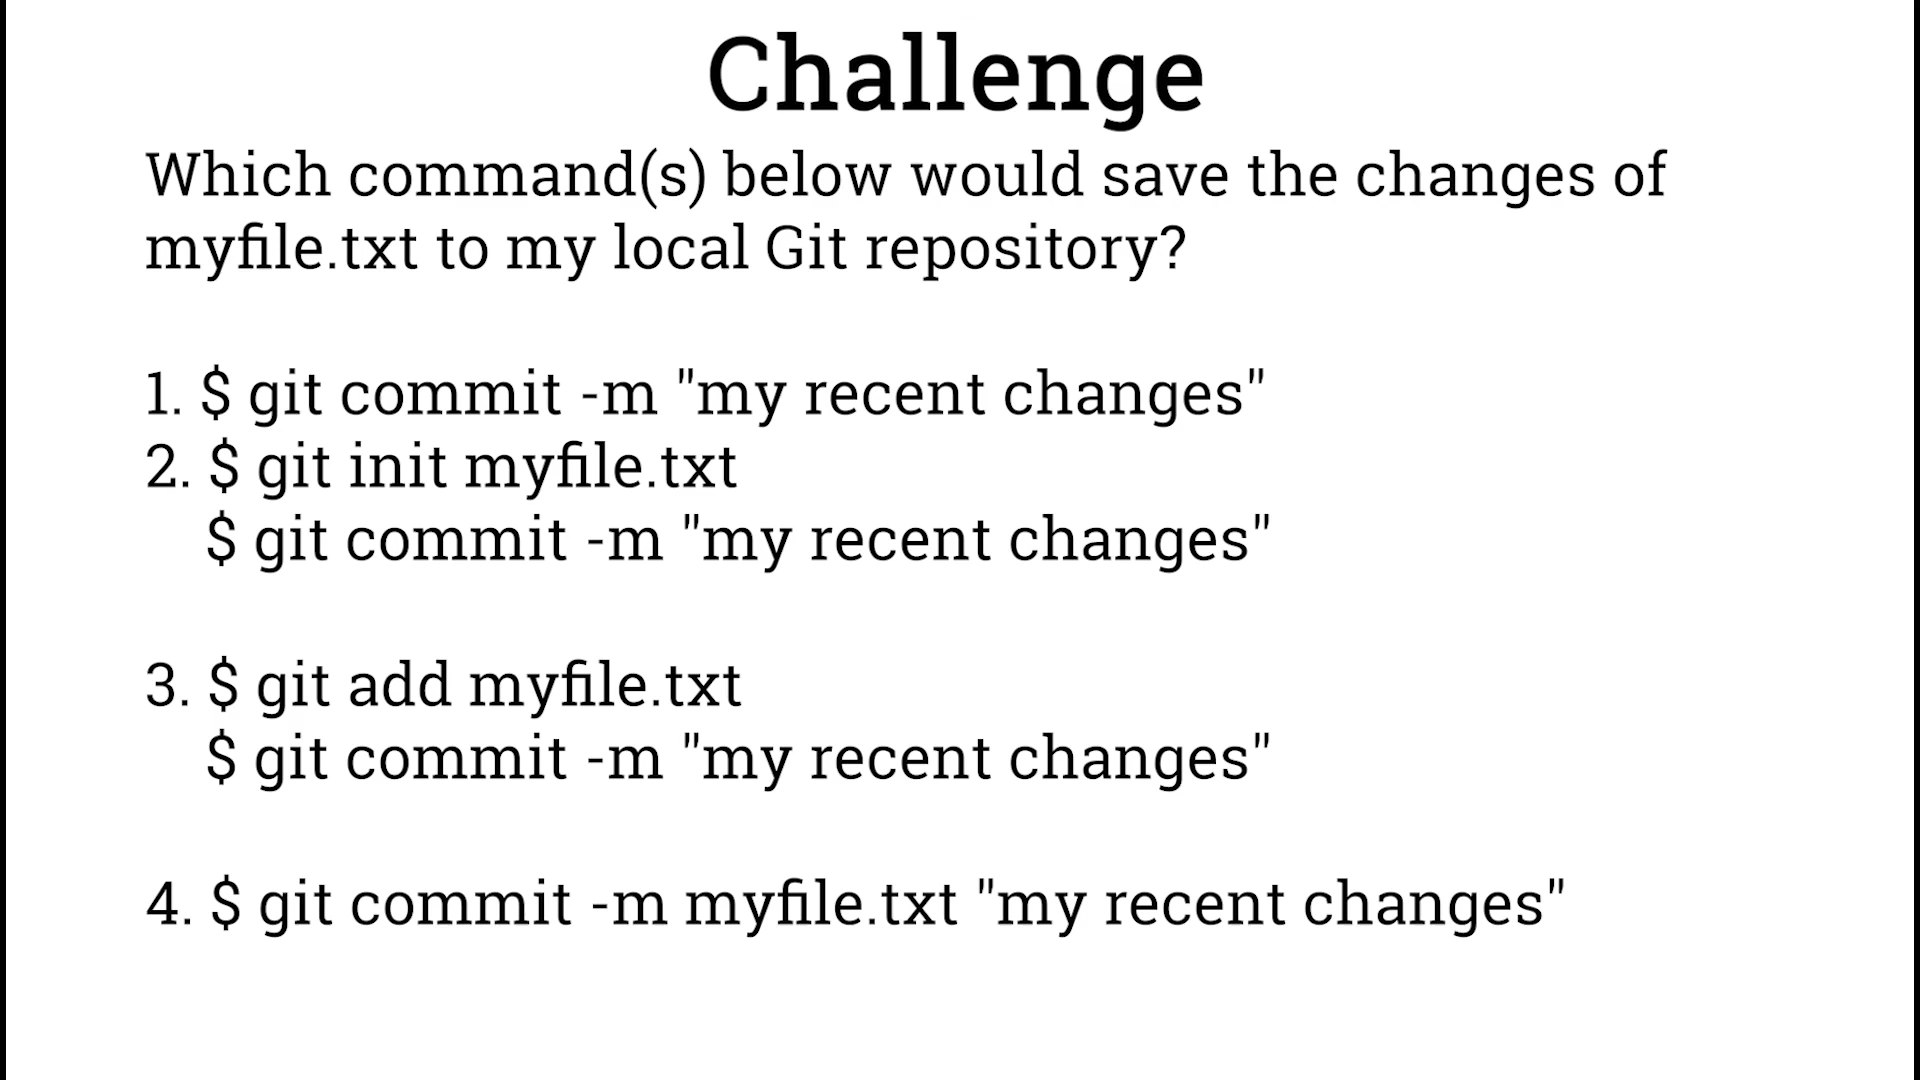 Challenge
Which command(s) below would save the changes of
myfile.txt to my local Git repository?
1. $ git commit -m "my recent changes"
2. $ git init myfile.txt
$ git commit -m "my recent changes"
3. $ git add myfile.txt
$ git commit -m "my recent changes"
4. $ git commit -m myfile.txt "my recent changes"